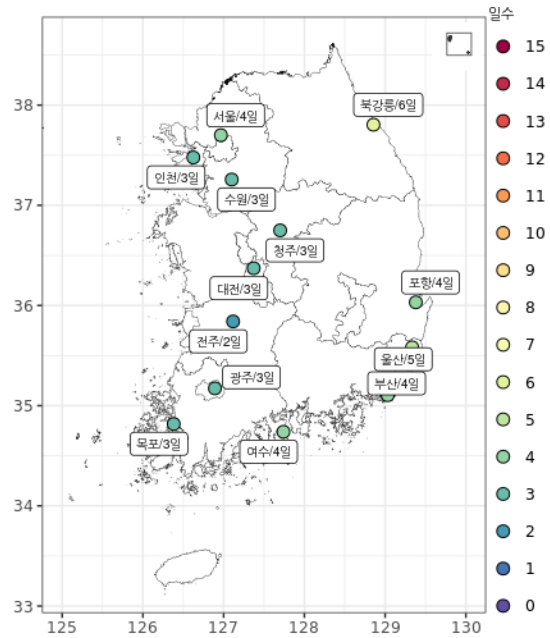 일수
15
14
13
12
11
10
9
8
7
6
5
4
3
2
1
0
38
37
36
35
34
33
북강릉/6일
서울/4일
인천/3일
수원/3일
청주/3일
대전/3일
포항/4일
전주/2일
울산/5일
광주/3일
부산/4일
목포/3일
여수/4일
125
126
127
128
129
130